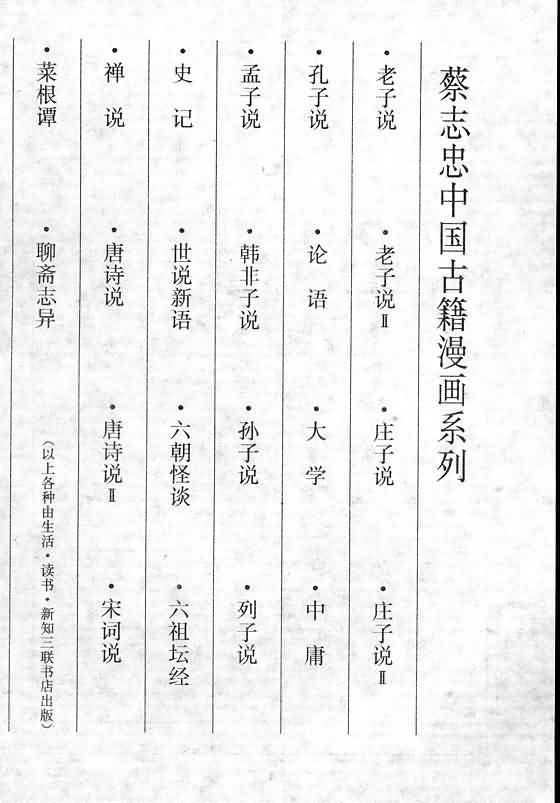 蔡志忠中国古籍漫画系列
•老子说 •老子说Ⅱ •庄子说 •庄子说Ⅱ
•孔子说 •论语 •大学 •中庸
•孟子说 •韩非子说 •孙子说 •列子说
•史记 •世说新语 •六朝怪谈 •六祖坛经
•禅说 •唐诗说 •唐诗说Ⅱ •宋词说
•菜根谭 •聊斋志异 （以上各种由生活·读书·新知三联书店出版）